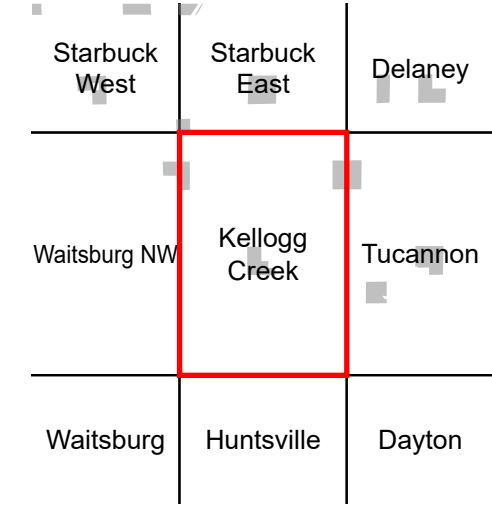 Starbuck
West
Starbuck
East
Delaney
Waitsburg NW
Kellogg
Creek
Tucannon
Waitsburg
Huntsville
Dayton